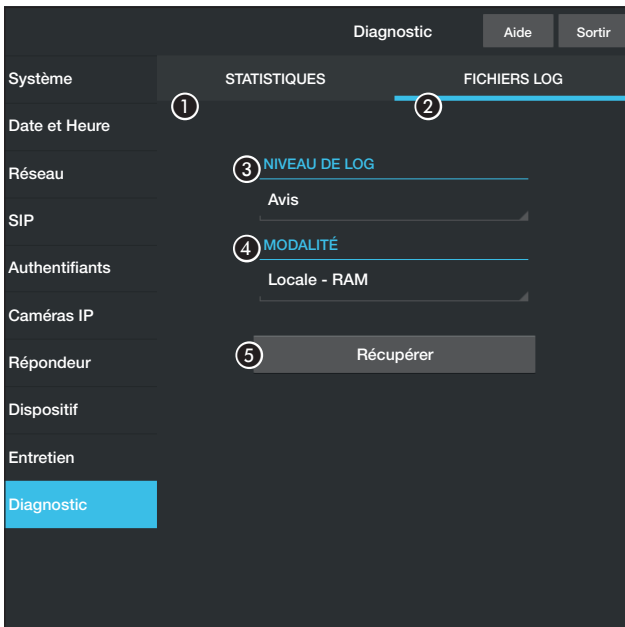 Diagnostic
Aide
Sortir
Système
Date et Heure
Réseau
SIP
Authentifiants
Caméras IP
Répondeur
Dispositif
Entretien
Diagnostic
STATISTIQUES
FICHIERS LOG
1
2
3 NIVEAU DE LOG
Avis
4 MODALITÉ
Locale - RAM
5 Récupérer